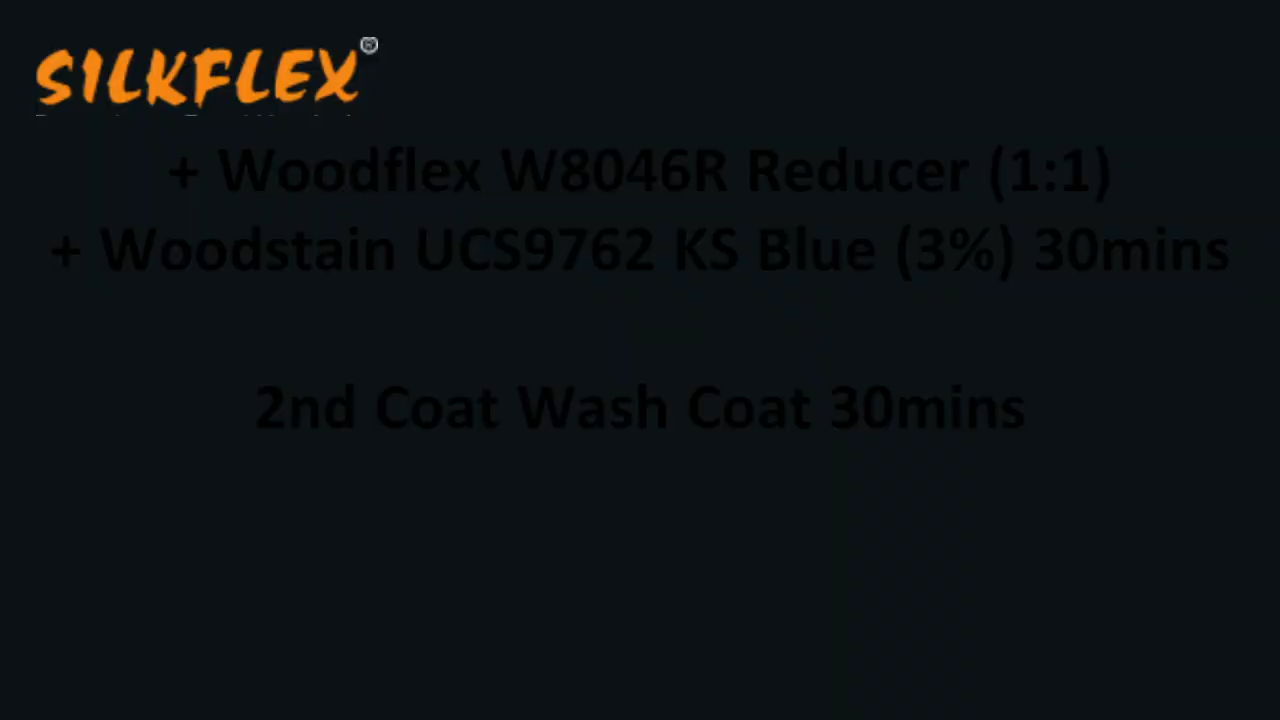 SILKFLEX®
+ Woodflex W8046R Reducer (1:1)
+ Woodstain UCS9762 KS Blue (3%) 30mins
2nd Coat Wash Coat 30mins